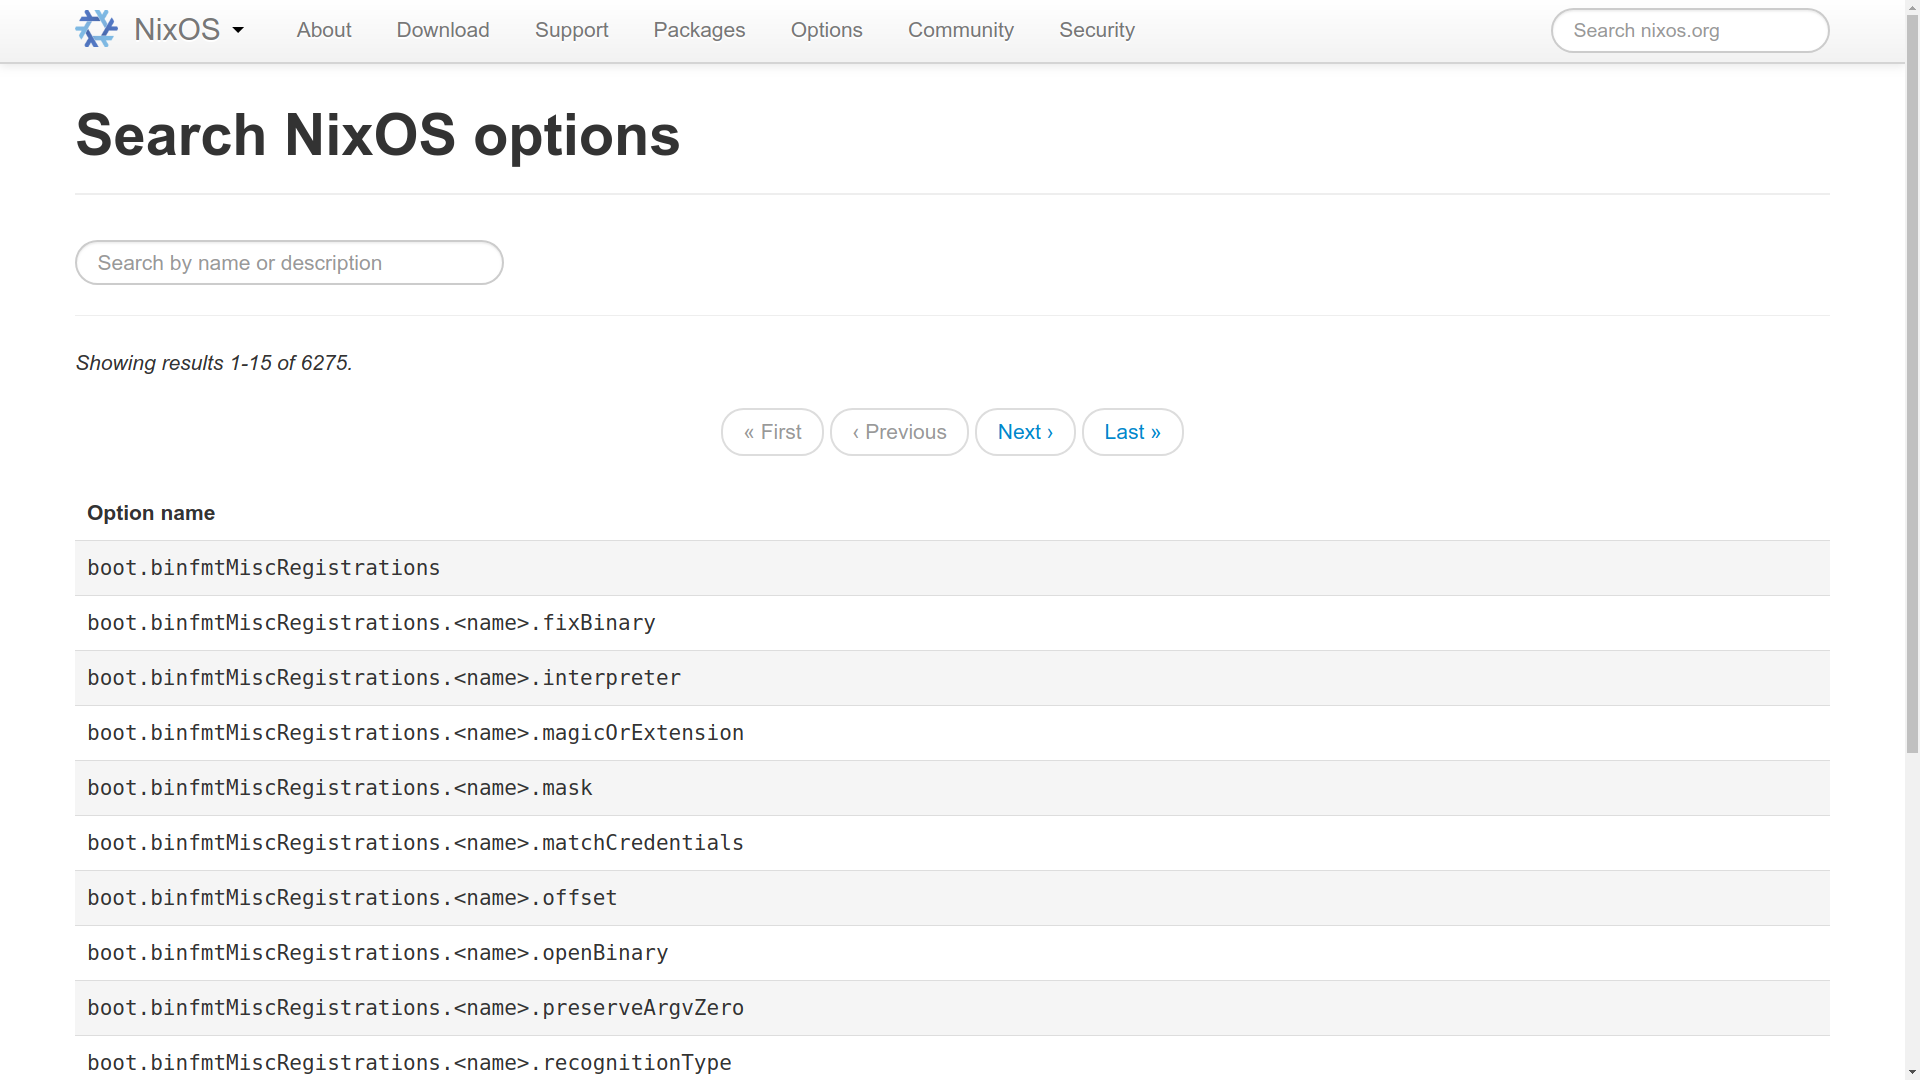 NixOS About Download Support Packages Options Community Security Search nixos.org
Search NixOS options
Search by name or description
Showing results 1-15 of 6275.
« First ‹ Previous Next › Last »
Option name
boot.binfmtMiscRegistrations
boot.binfmtMiscRegistrations.<name>.fixBinary
boot.binfmtMiscRegistrations.<name>.interpreter
boot.binfmtMiscRegistrations.<name>.magicOrExtension
boot.binfmtMiscRegistrations.<name>.mask
boot.binfmtMiscRegistrations.<name>.matchCredentials
boot.binfmtMiscRegistrations.<name>.offset
boot.binfmtMiscRegistrations.<name>.openBinary
boot.binfmtMiscRegistrations.<name>.preserveArgvZero
boot.binfmtMiscRegistrations.<name>.recognitionType